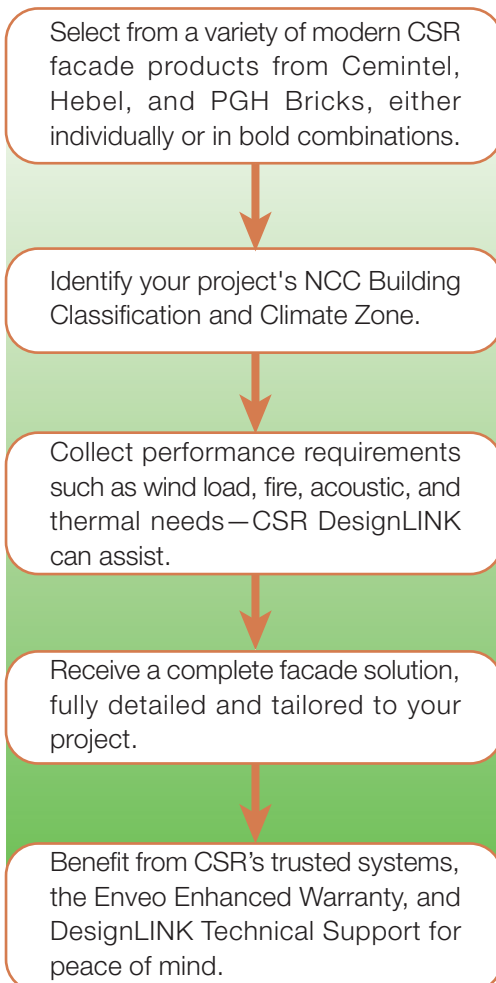 Select from a variety of modern CSR
facade products from Cemintel,
Hebel, and PGH Bricks, either
individually or in bold combinations.
Identify your project's NCC Building
Classification and Climate Zone.
Collect performance requirements
such as wind load, fire, acoustic, and
thermal needs—CSR DesignLINK
can assist.
Receive a complete facade solution,
fully detailed and tailored to your
project.
Benefit from CSR’s trusted systems,
the Enveo Enhanced Warranty, and
DesignLINK Technical Support for
peace of mind.